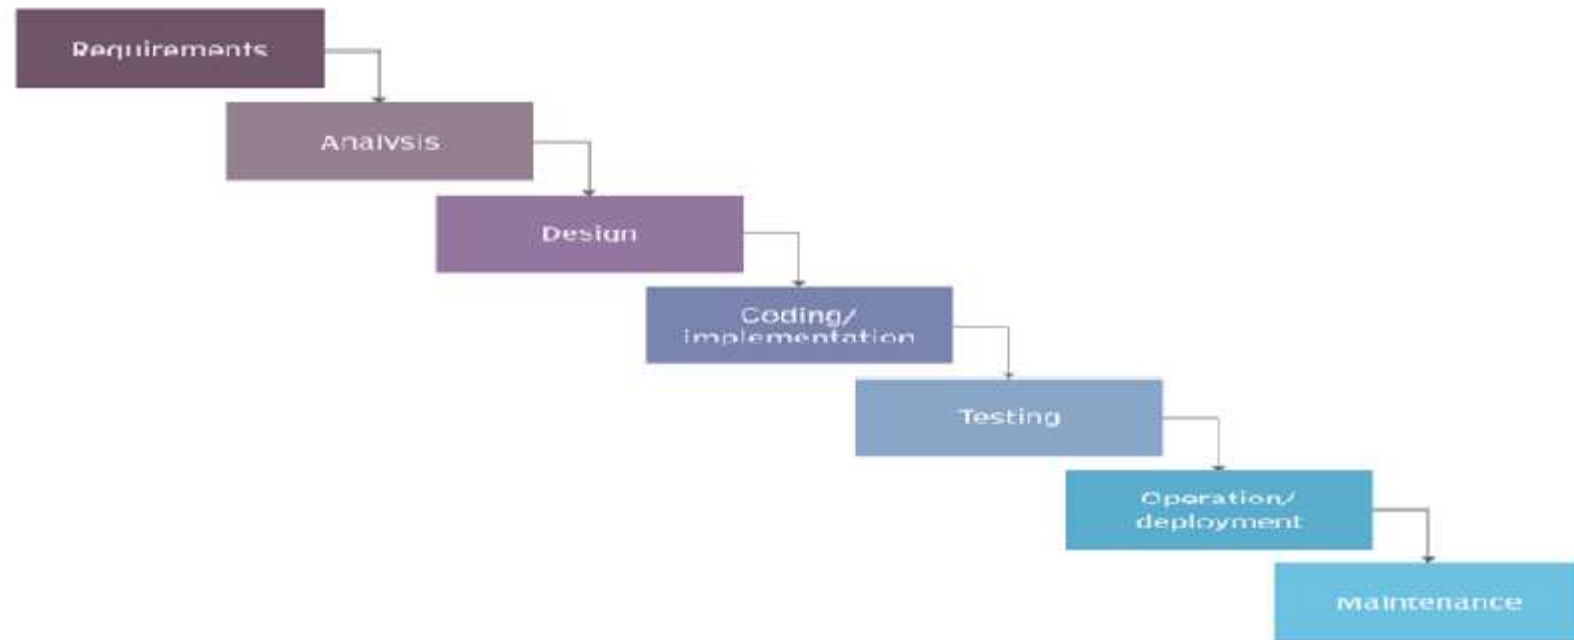 Requirements
Analysis
Design
Coding/
implementation
Testing
Operation/
deployment
Maintenance